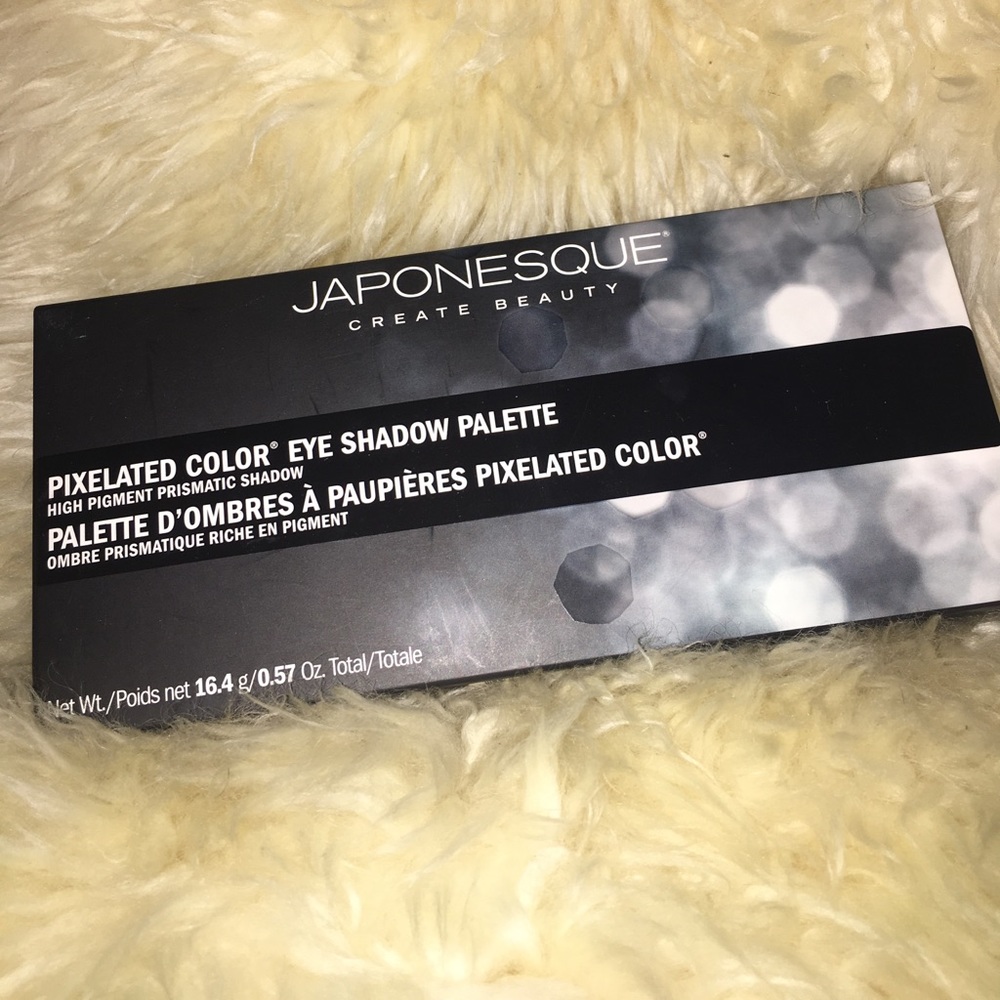 JAPONESQUE®
CREATE BEAUTY
PIXELATED COLOR® EYE SHADOW PALETTE
HIGH PIGMENT PRISMATIC SHADOW
PALETTE D'OMBRES À PAUPIÈRES PIXELATED COLOR®
OMBRE PRISMATIQUE RICHE EN PIGMENT
Net Wt./Poids net 16.4 g/0.57 Oz. Total/Totale